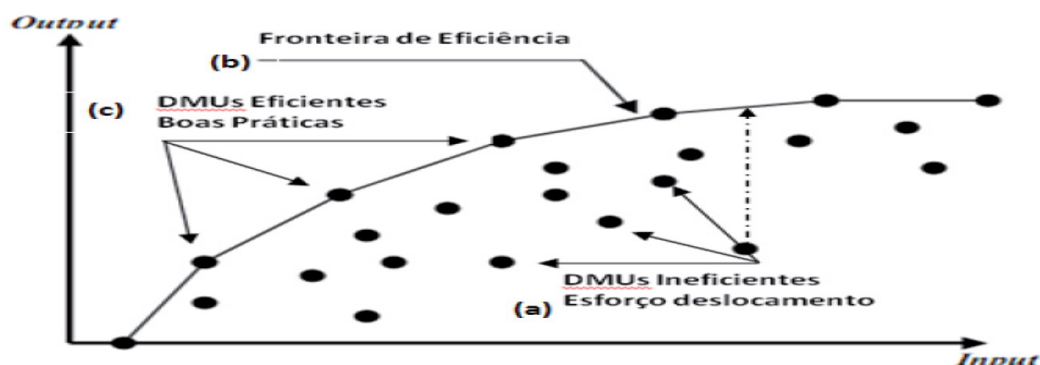 Output
Fronteira de Eficiência
(b)
(c)
DMUs Eficientes
Boas Práticas
DMUs Ineficientes
Esforço deslocamento
(a)
Input